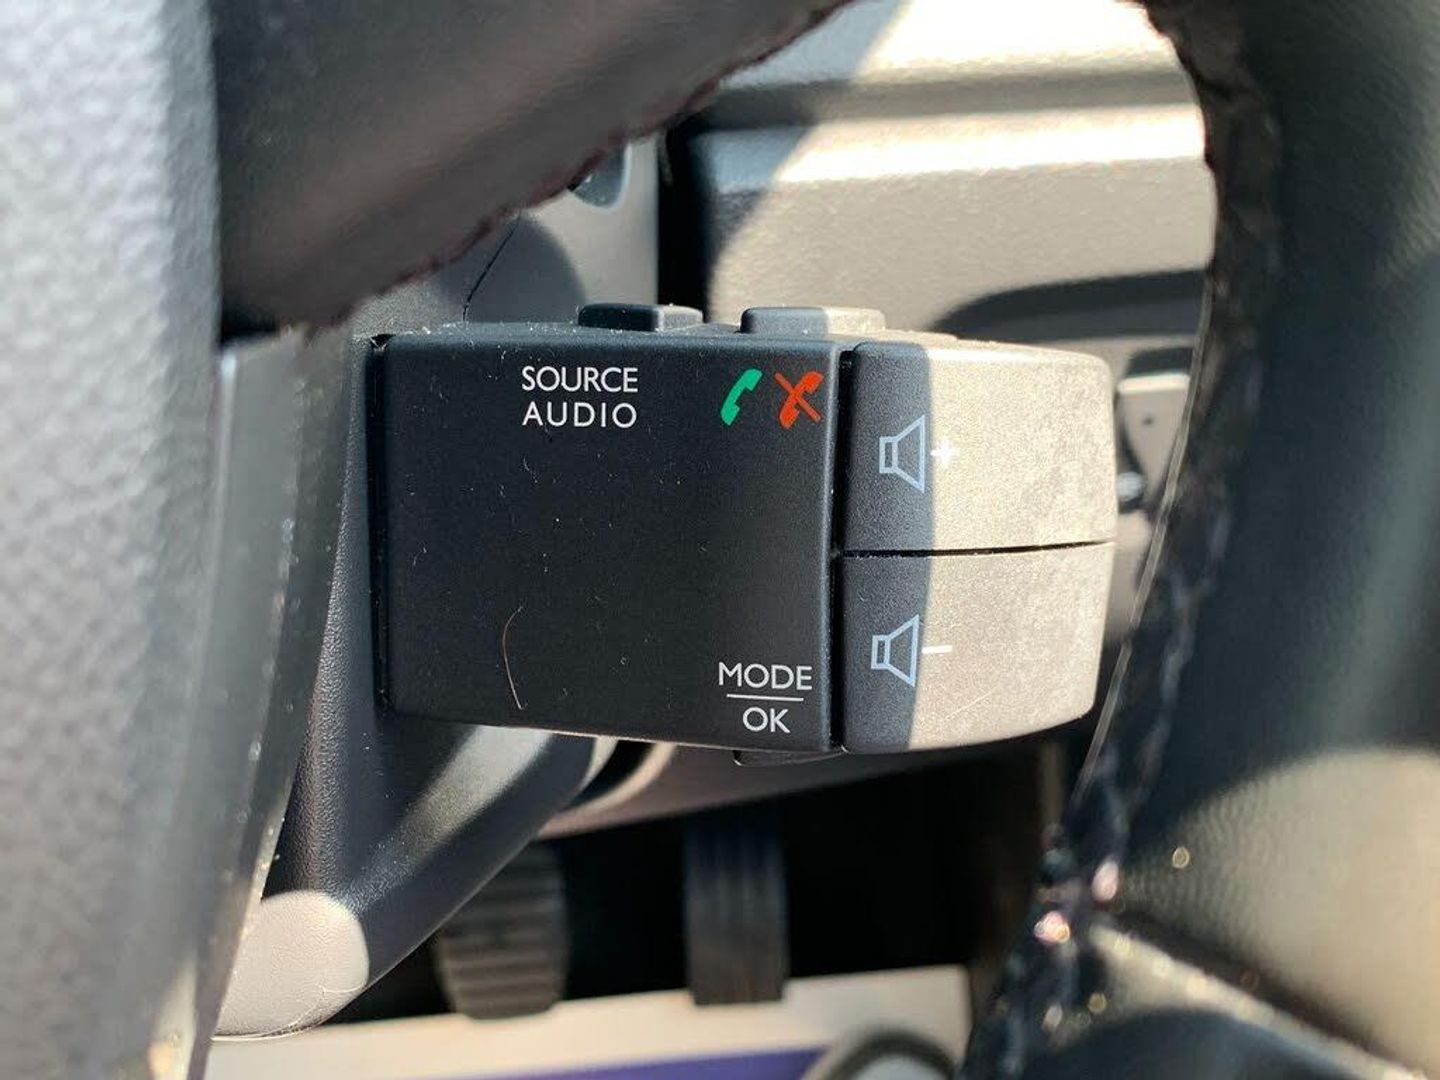 SOURCE
AUDIO
+
MODE
OK
-